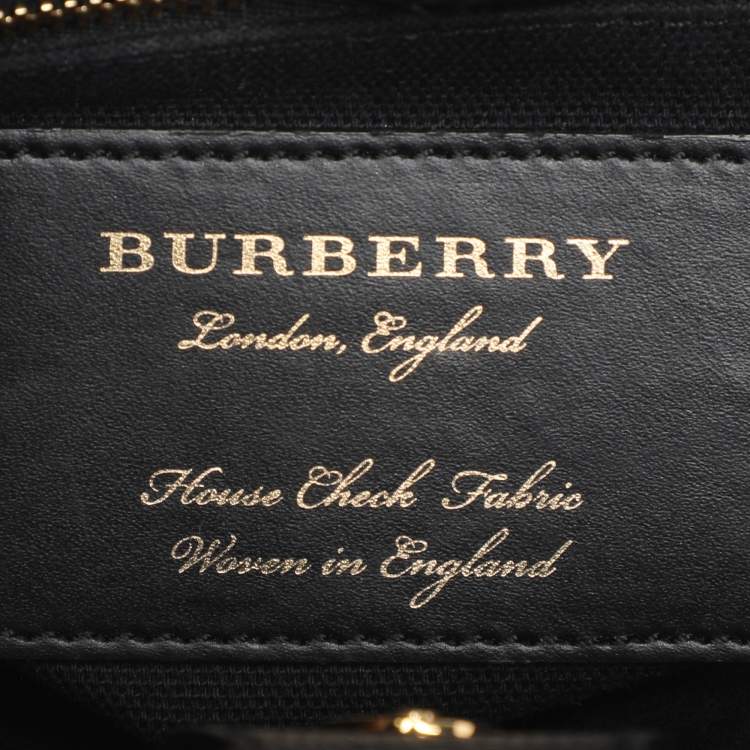 BURBERRY
London, England
House Check Fabric
Woven in England